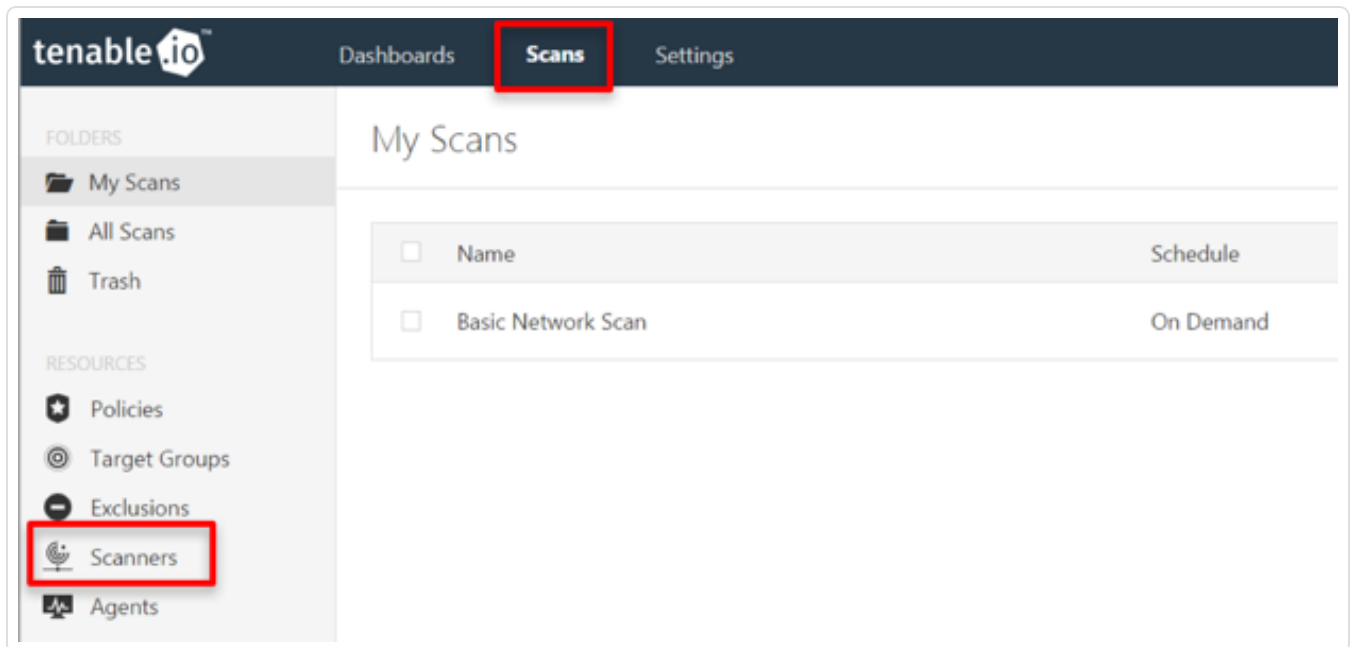 tenable.io™
Dashboards Scans Settings
FOLDERS
My Scans
All Scans
Trash
RESOURCES
Policies
Target Groups
Exclusions
Scanners
Agents
My Scans
Name Schedule
Basic Network Scan On Demand